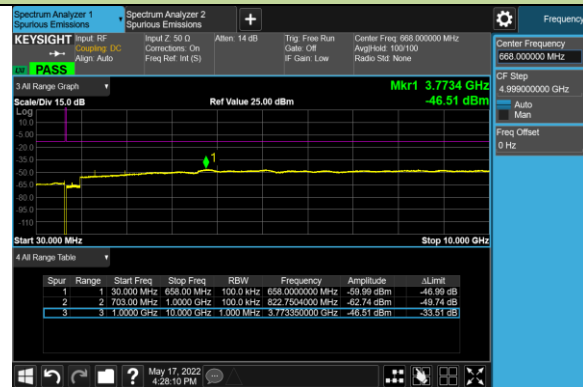 Spectrum Analyzer 1
Spurious Emissions
Spectrum Analyzer 2
Spurious Emissions
+
Frequency
KEYSIGHT
Input: RF
Coupling: DC
Align: Auto
Input Z: 50 Ω
Corrections: On
Freq Ref: Int (S)
Atten: 14 dB
Trig: Free Run
Gate: Off
IF Gain: Low
Center Freq: 668.000000 MHz
Avg|Hold: 100/100
Radio Std: None
PASS
Center Frequency
668.000000 MHz
CF Step
4.999000000 GHz
Auto
Man
Freq Offset
0 Hz
3 All Range Graph
Mkr1 3.7734 GHz
-46.51 dBm
Scale/Div 15.0 dB
Ref Value 25.00 dBm
Log
10.0
-5.00
-20.0
-35.0
-50.0
-65.0
-80.0
-95.0
-110
1
Start 30.000 MHz
Stop 10.000 GHz
4 All Range Table
Spur Range Start Freq Stop Freq RBW Frequency Amplitude ΔLimit
1 1 30.000 MHz 658.00 MHz 100.0 kHz 658.0000000 MHz -59.99 dBm -46.99 dB
2 2 703.00 MHz 1.0000 GHz 100.0 kHz 822.7504000 MHz -62.74 dBm -49.74 dB
3 3 1.0000 GHz 10.000 GHz 1.000 MHz 3.773350000 GHz -46.51 dBm -33.51 dB
?
May 17, 2022
4:28:10 PM